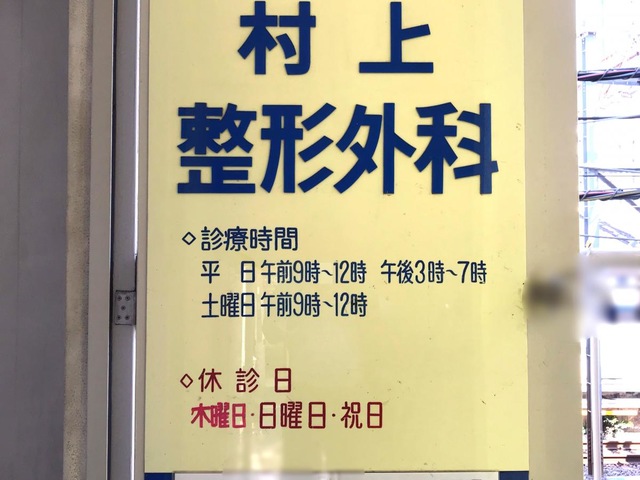 村上
整形外科
◇診療時間
平 日午前9時~12時 午後3時~7時
土曜日午前9時~12時
◇休診日
木曜日・日曜日・祝日